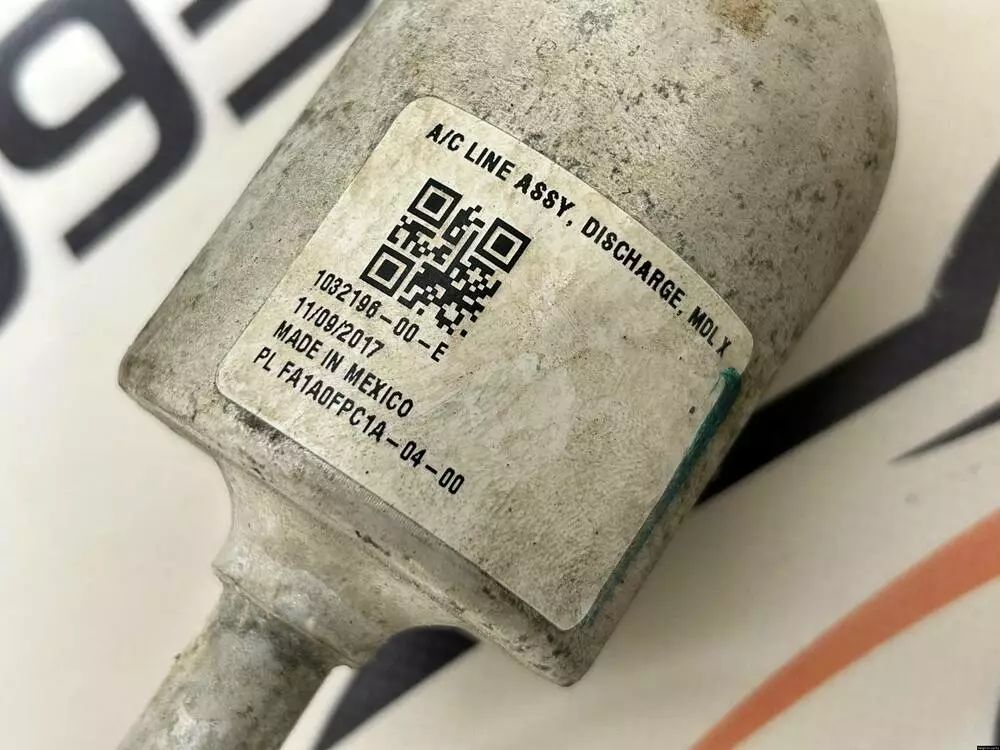 A/C LINE ASSY, DISCHARGE, MDL X
1032196-00-E
11/09/2017
MADE IN MEXICO
PL FA1A0FPC1A-04-00